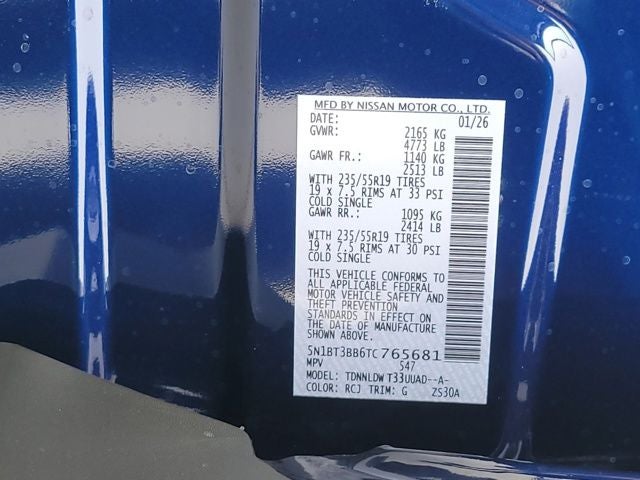 MFD BY NISSAN MOTOR CO., LTD.
DATE: 01/26
GVWR: 2165 KG
4773 LB
GAWR FR.: 1140 KG
2513 LB
WITH 235/55R19 TIRES
19 x 7.5 RIMS AT 33 PSI
COLD SINGLE
GAWR RR.: 1095 KG
2414 LB
WITH 235/55R19 TIRES
19 x 7.5 RIMS AT 30 PSI
COLD SINGLE
THIS VEHICLE CONFORMS TO
ALL APPLICABLE FEDERAL
MOTOR VEHICLE SAFETY AND
THEFT PREVENTION
STANDARDS IN EFFECT ON
THE DATE OF MANUFACTURE
SHOWN ABOVE.
5N1BT3BB6TC765681
MPV 547
MODEL: TDNNLDW T33UUAD--A-
COLOR: RCJ TRIM: G ZS30A